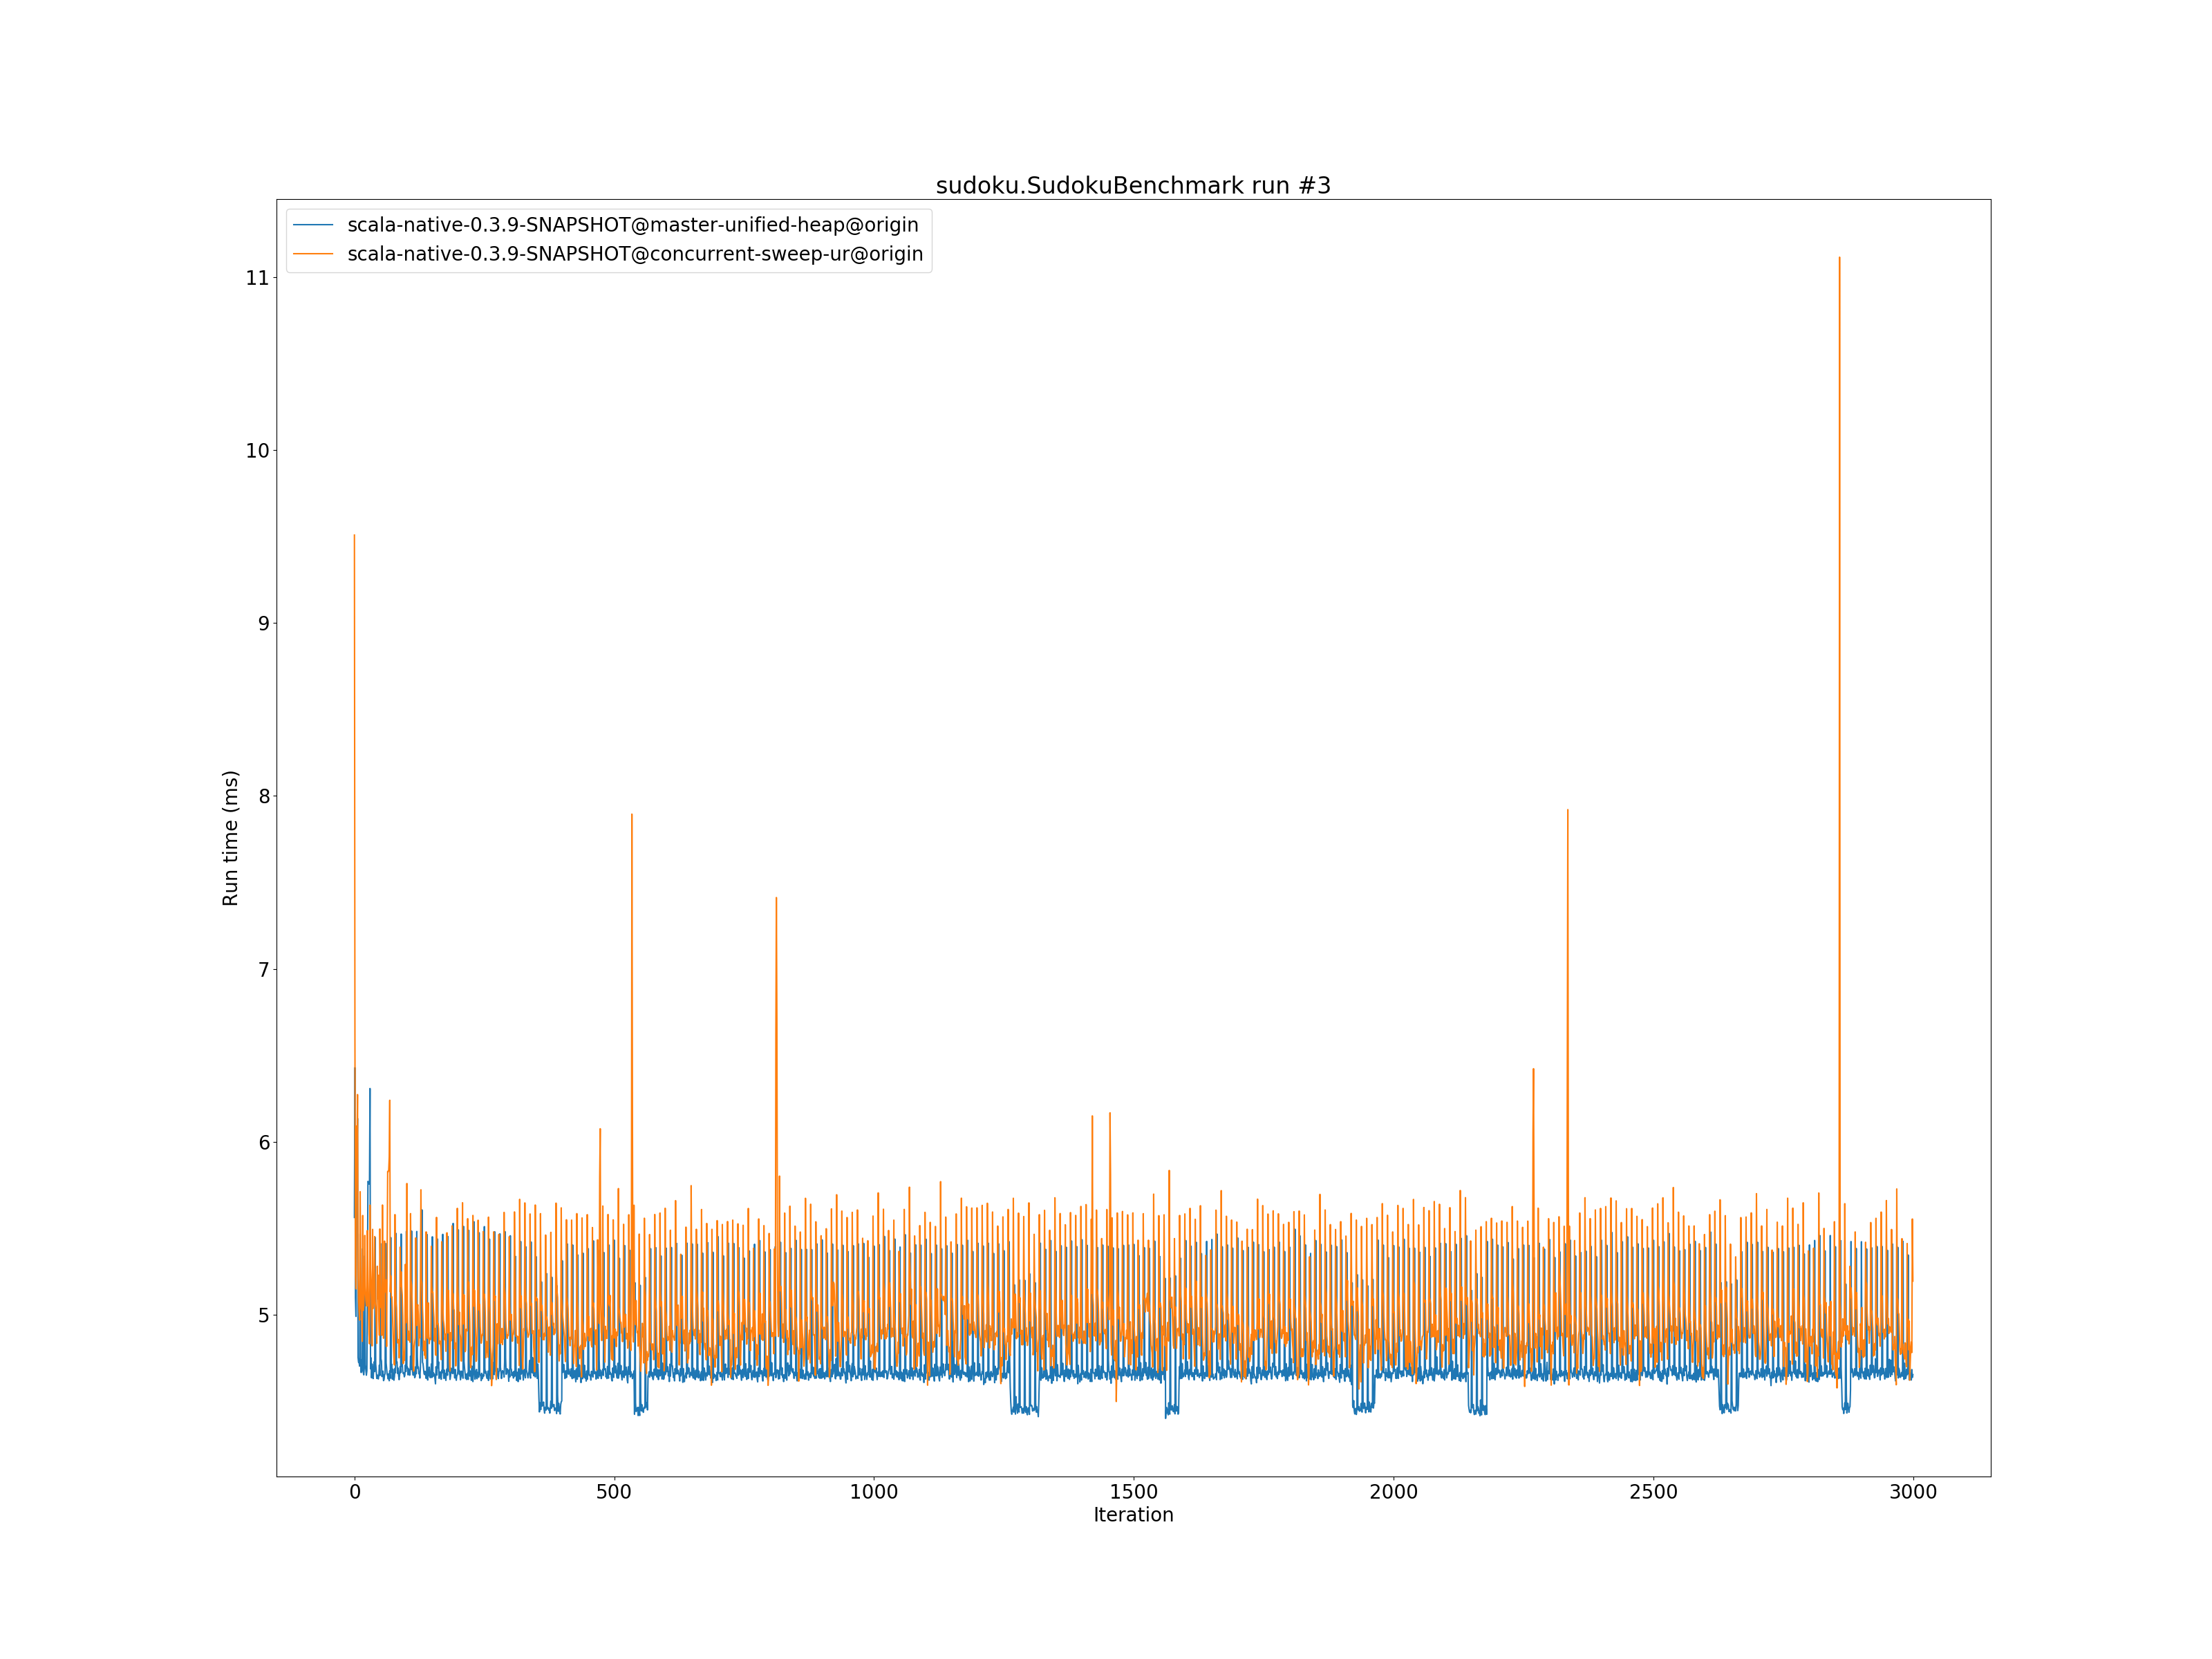 sudoku.SudokuBenchmark run #3
scala-native-0.3.9-SNAPSHOT@master-unified-heap@origin
scala-native-0.3.9-SNAPSHOT@concurrent-sweep-ur@origin
11
10
9
8
7
6
5
Run time (ms)
0 500 1000 1500 2000 2500 3000
Iteration